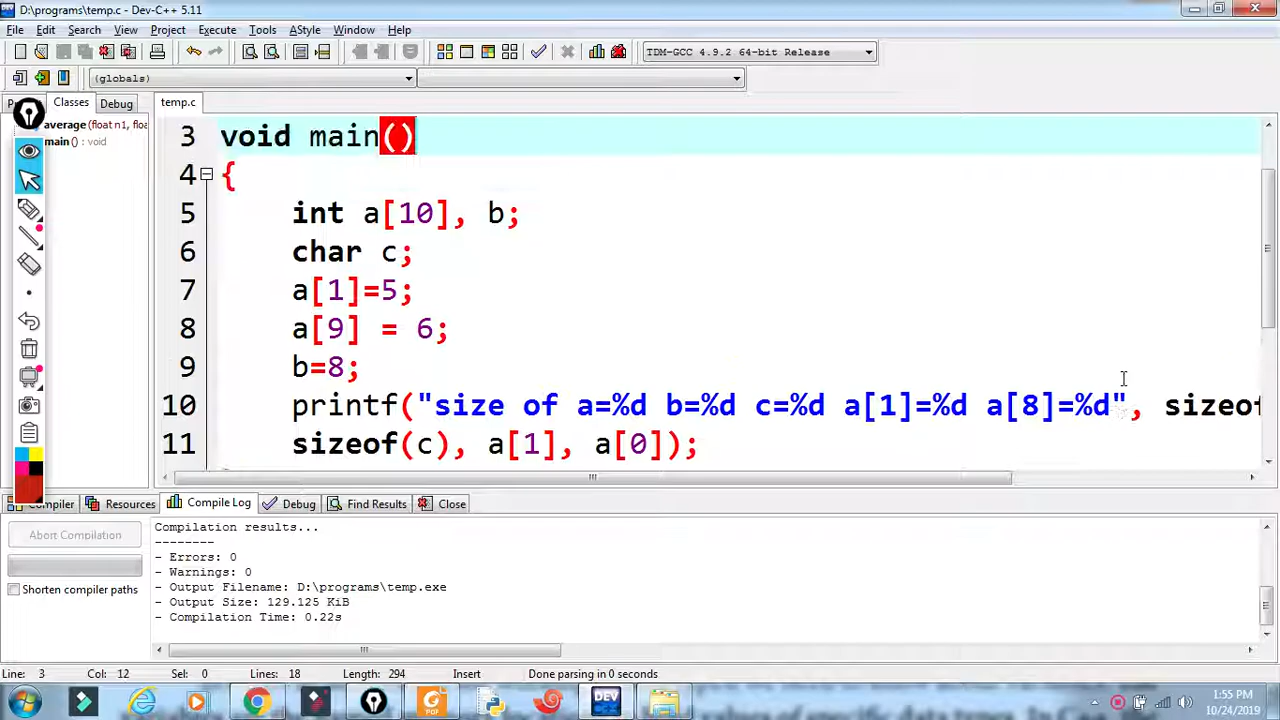 D:\programs\temp.c - Dev-C++ 5.11
File Edit Search View Project Execute Tools AStyle Window Help
TDM-GCC 4.9.2 64-bit Release
(globals)
Classes Debug temp.c
average (float n1, floa
main () : void
3 void main()
4 {
5 int a[10], b;
6 char c;
7 a[1]=5;
8 a[9] = 6;
9 b=8;
10 printf("size of a=%d b=%d c=%d a[1]=%d a[8]=%d", sizeof
11 sizeof(c), a[1], a[0]);
Compiler Resources Compile Log Debug Find Results Close
Abort Compilation
Shorten compiler paths
Compilation results...
--------
- Errors: 0
- Warnings: 0
- Output Filename: D:\programs\temp.exe
- Output Size: 129.125 KiB
- Compilation Time: 0.22s
Line: 3 Col: 12 Sel: 0 Lines: 18 Length: 294 Insert Done parsing in 0 seconds
PDF
DEV
1:55 PM
10/24/2019